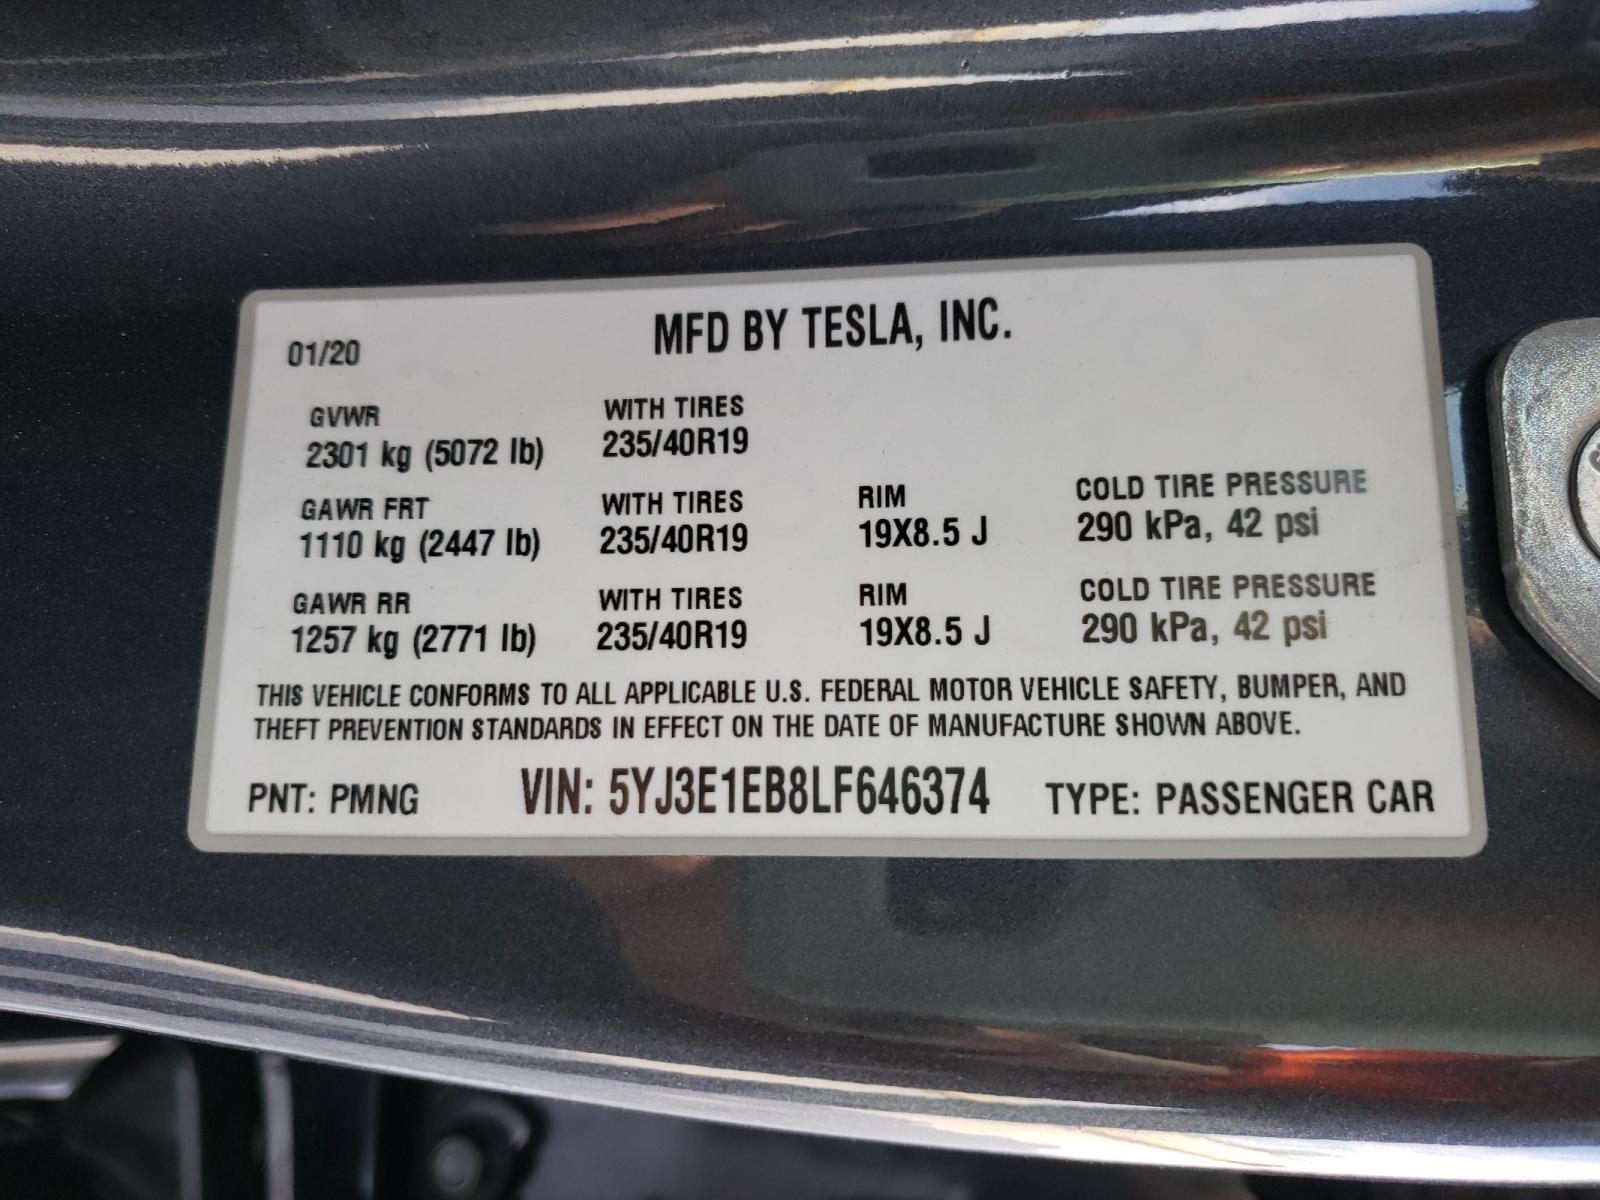 01/20 MFD BY TESLA, INC.
GVWR WITH TIRES
2301 kg (5072 lb) 235/40R19
GAWR FRT WITH TIRES RIM COLD TIRE PRESSURE
1110 kg (2447 lb) 235/40R19 19X8.5 J 290 kPa, 42 psi
GAWR RR WITH TIRES RIM COLD TIRE PRESSURE
1257 kg (2771 lb) 235/40R19 19X8.5 J 290 kPa, 42 psi
THIS VEHICLE CONFORMS TO ALL APPLICABLE U.S. FEDERAL MOTOR VEHICLE SAFETY, BUMPER, AND
THEFT PREVENTION STANDARDS IN EFFECT ON THE DATE OF MANUFACTURE SHOWN ABOVE.
PNT: PMNG VIN: 5YJ3E1EB8LF646374 TYPE: PASSENGER CAR